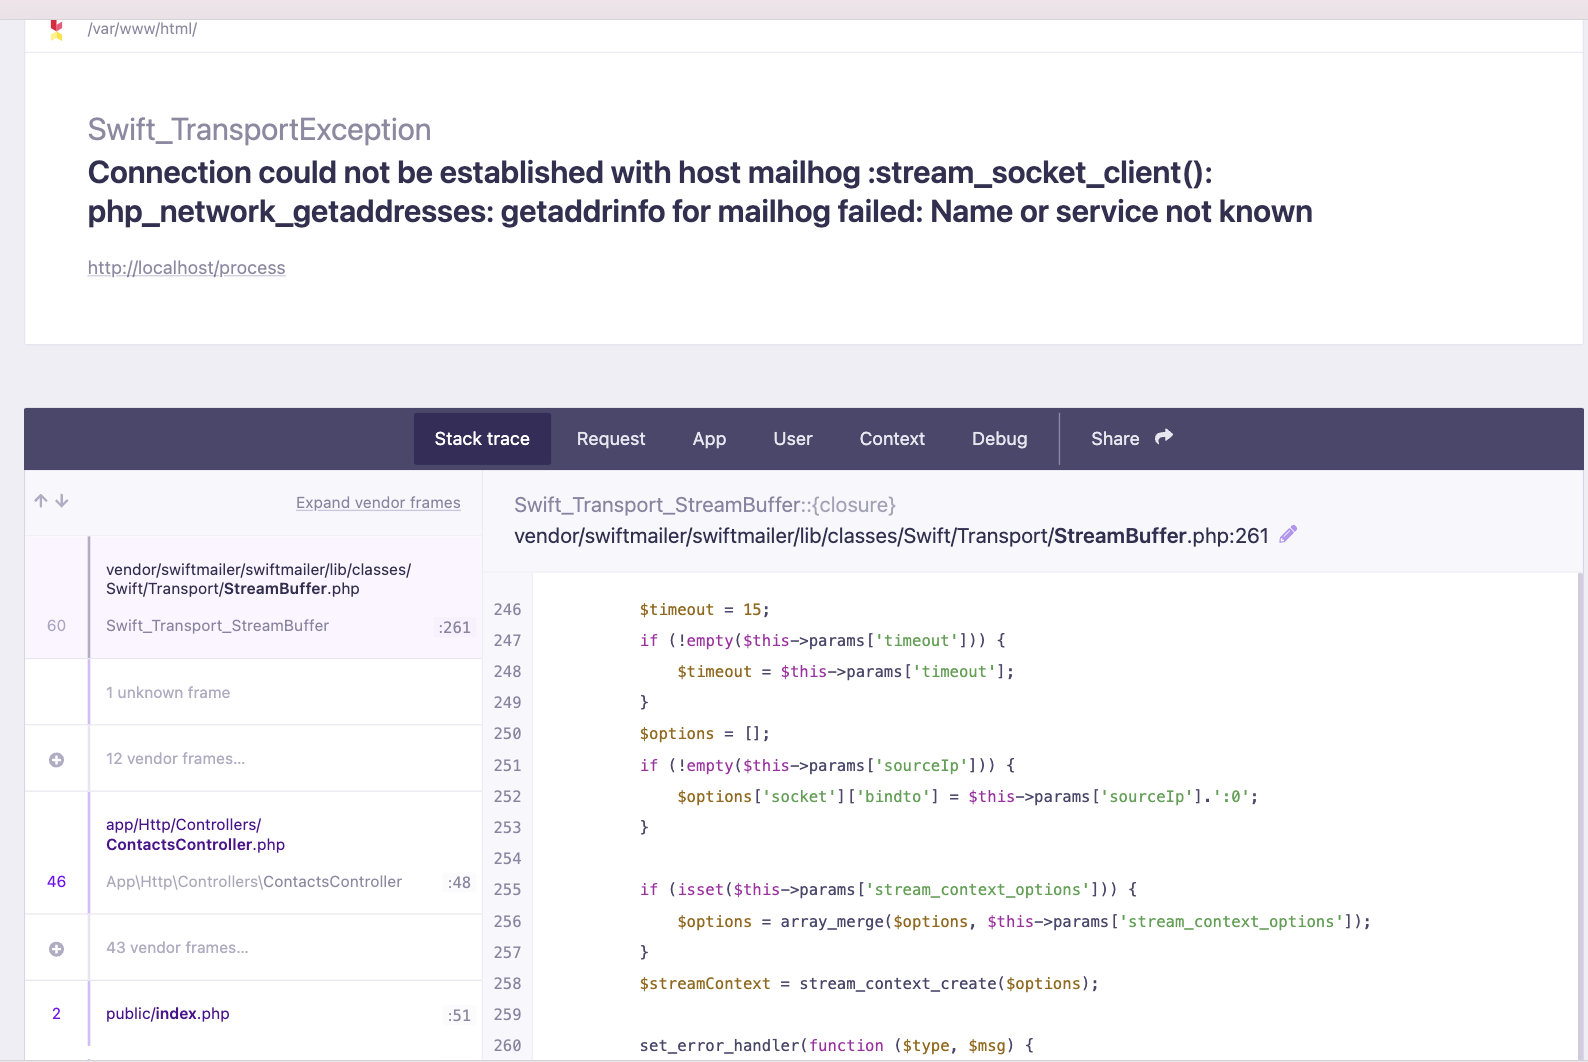 /var/www/html/
Swift_TransportException
Connection could not be established with host mailhog :stream_socket_client():
php_network_getaddresses: getaddrinfo for mailhog failed: Name or service not known
http://localhost/process
Stack trace
Request
App
User
Context
Debug
Share
Expand vendor frames
vendor/swiftmailer/swiftmailer/lib/classes/
Swift/Transport/StreamBuffer.php
60 Swift_Transport_StreamBuffer :261
1 unknown frame
12 vendor frames...
app/Http/Controllers/
ContactsController.php
46 App\Http\Controllers\ContactsController :48
43 vendor frames...
2 public/index.php :51
Swift_Transport_StreamBuffer::{closure}
vendor/swiftmailer/swiftmailer/lib/classes/Swift/Transport/StreamBuffer.php:261
246 $timeout = 15;
247 if (!empty($this->params['timeout'])) {
248 $timeout = $this->params['timeout'];
249 }
250 $options = [];
251 if (!empty($this->params['sourceIp'])) {
252 $options['socket']['bindto'] = $this->params['sourceIp'].':0';
253 }
254
255 if (isset($this->params['stream_context_options'])) {
256 $options = array_merge($options, $this->params['stream_context_options']);
257 }
258 $streamContext = stream_context_create($options);
259
260 set_error_handler(function ($type, $msg) {